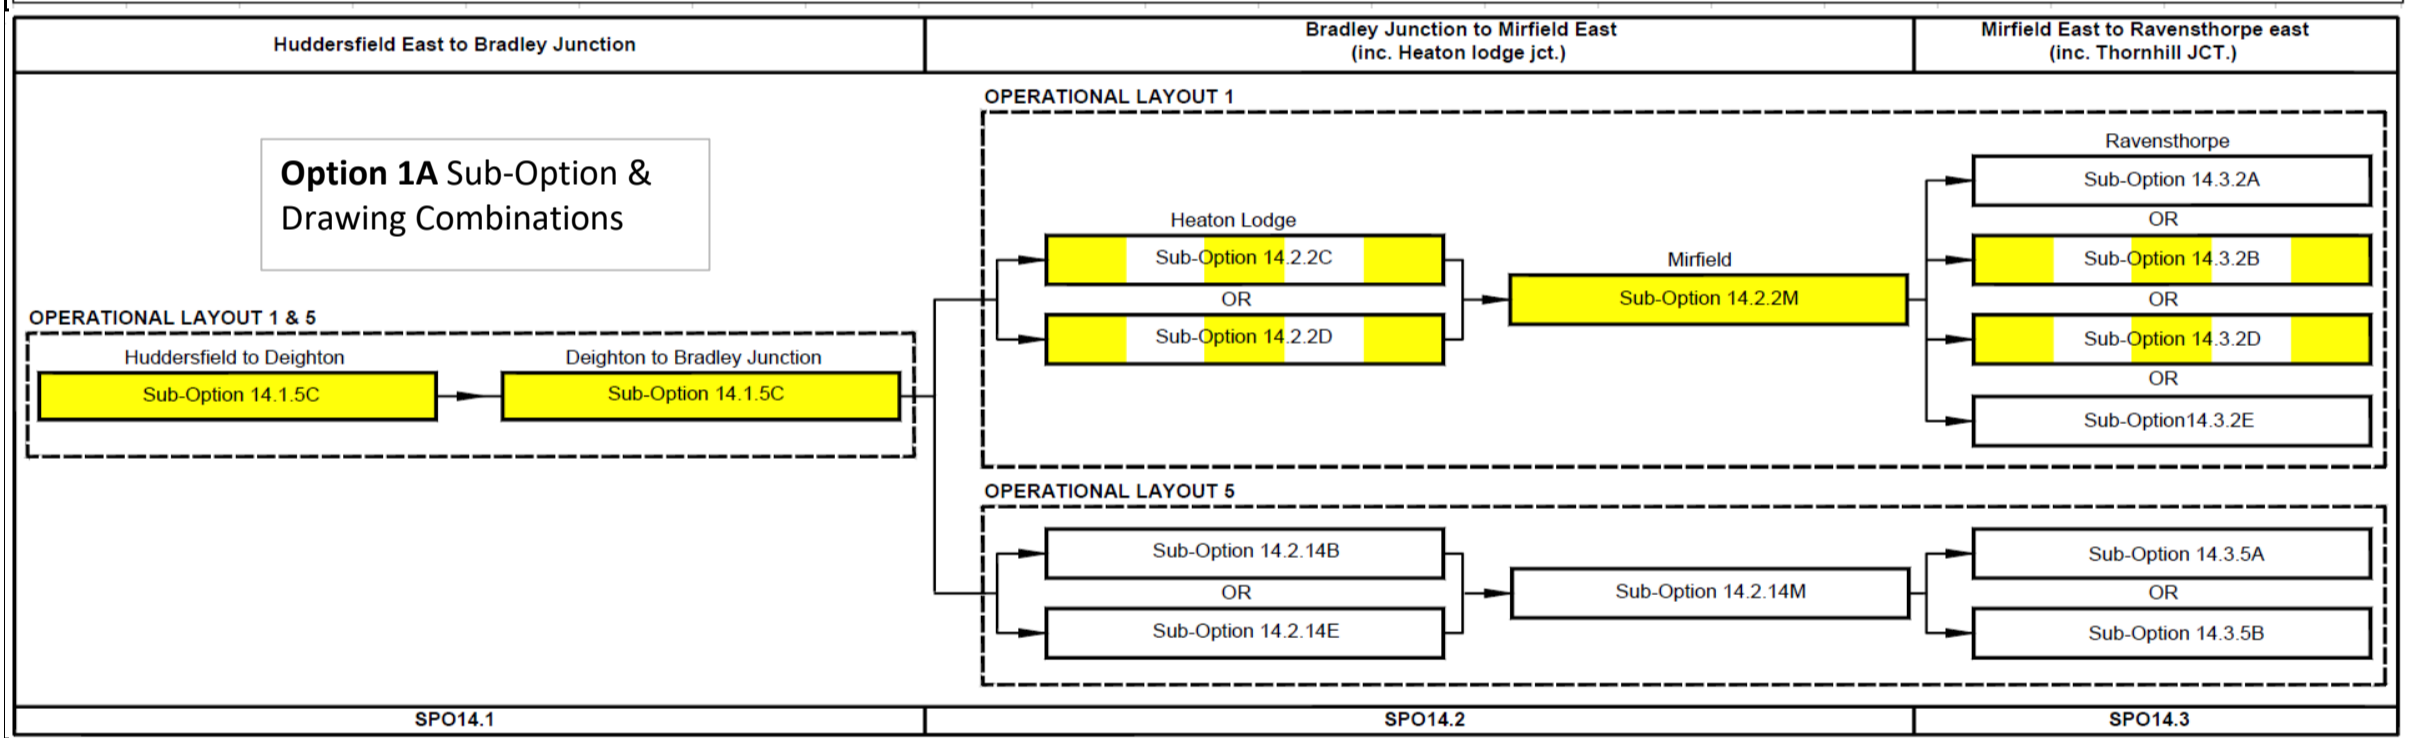 Huddersfield East to Bradley Junction
Bradley Junction to Mirfield East
(inc. Heaton lodge jct.)
Mirfield East to Ravensthorpe east
(inc. Thornhill JCT.)
Option 1A Sub-Option &
Drawing Combinations
OPERATIONAL LAYOUT 1 & 5
Huddersfield to Deighton
Sub-Option 14.1.5C
Deighton to Bradley Junction
Sub-Option 14.1.5C
OPERATIONAL LAYOUT 1
Heaton Lodge
Sub-Option 14.2.2C
OR
Sub-Option 14.2.2D
Mirfield
Sub-Option 14.2.2M
Ravensthorpe
Sub-Option 14.3.2A
OR
Sub-Option 14.3.2B
OR
Sub-Option 14.3.2D
OR
Sub-Option14.3.2E
OPERATIONAL LAYOUT 5
Sub-Option 14.2.14B
OR
Sub-Option 14.2.14E
Sub-Option 14.2.14M
Sub-Option 14.3.5A
OR
Sub-Option 14.3.5B
SPO14.1
SPO14.2
SPO14.3